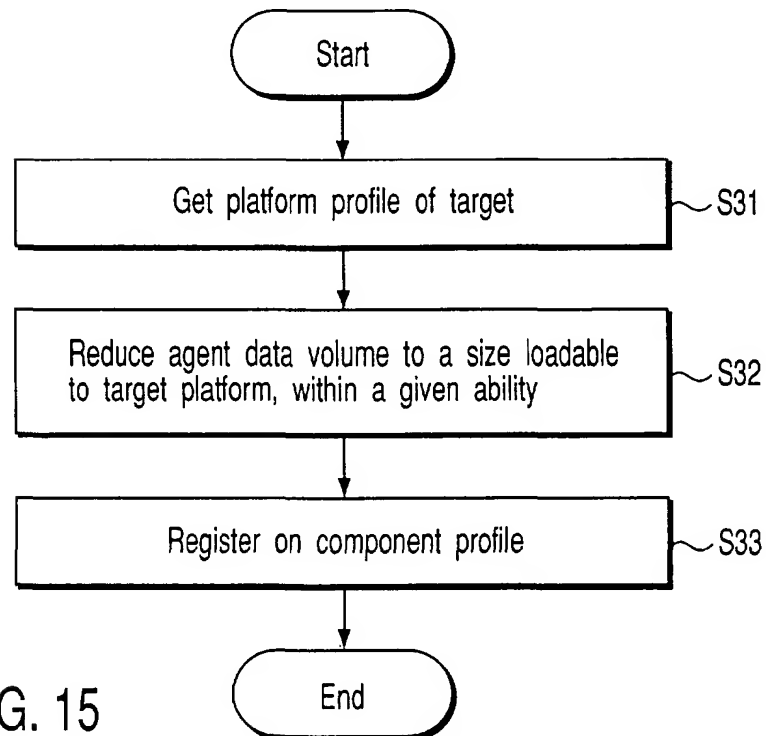 Start
Get platform profile of target
S31
Reduce agent data volume to a size loadable
to target platform, within a given ability
S32
Register on component profile
S33
End
G. 15